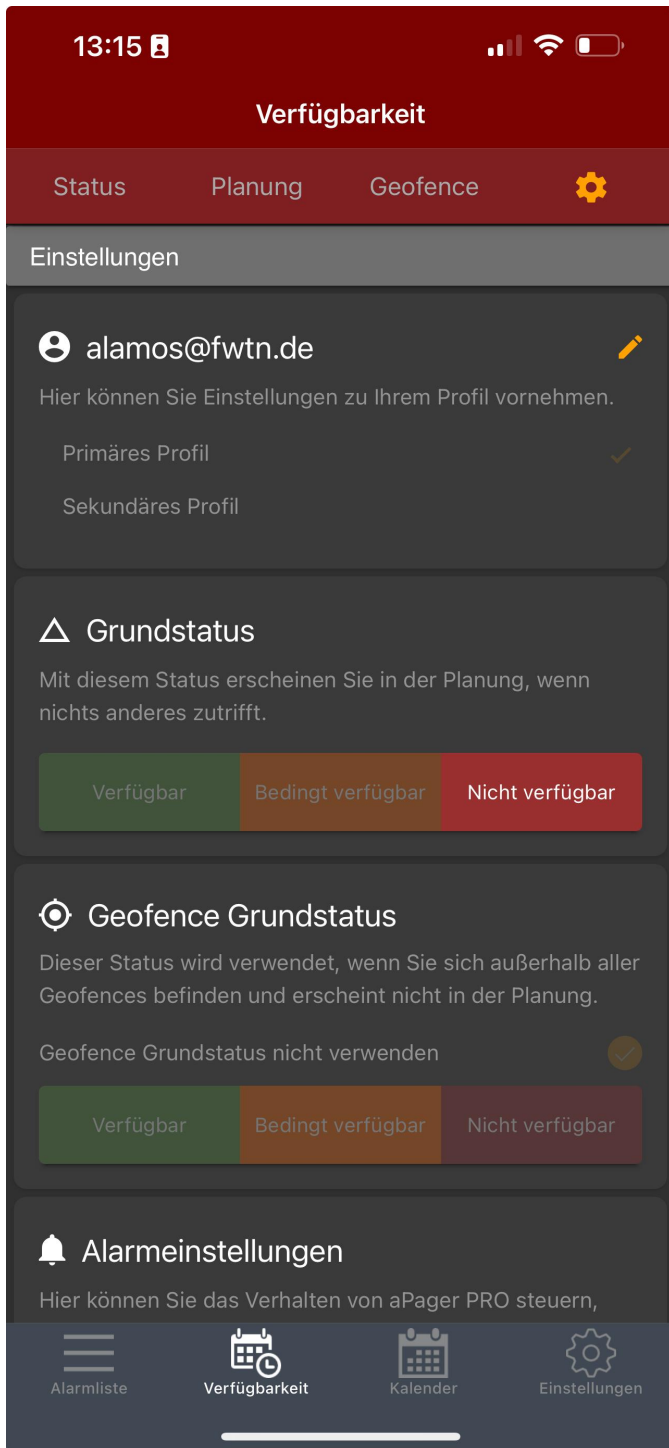 13:15
Verfügbarkeit
Status Planung Geofence
Einstellungen
alamos@fwtn.de
Hier können Sie Einstellungen zu Ihrem Profil vornehmen.
Primäres Profil
Sekundäres Profil
Grundstatus
Mit diesem Status erscheinen Sie in der Planung, wenn
nichts anderes zutrifft.
Verfügbar Bedingt verfügbar Nicht verfügbar
Geofence Grundstatus
Dieser Status wird verwendet, wenn Sie sich außerhalb aller
Geofences befinden und erscheint nicht in der Planung.
Geofence Grundstatus nicht verwenden
Verfügbar Bedingt verfügbar Nicht verfügbar
Alarmeinstellungen
Hier können Sie das Verhalten von aPager PRO steuern,
Alarmliste Verfügbarkeit Kalender Einstellungen